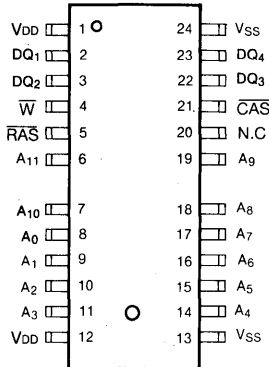 VDD 1 24 VSS
DQ1 2 23 DQ4
DQ2 3 22 DQ3
W̅ 4 21 C̅A̅S̅
R̅A̅S̅ 5 20 N.C
A11 6 19 A9
A10 7 18 A8
A0 8 17 A7
A1 9 16 A6
A2 10 15 A5
A3 11 14 A4
VDD 12 13 VSS